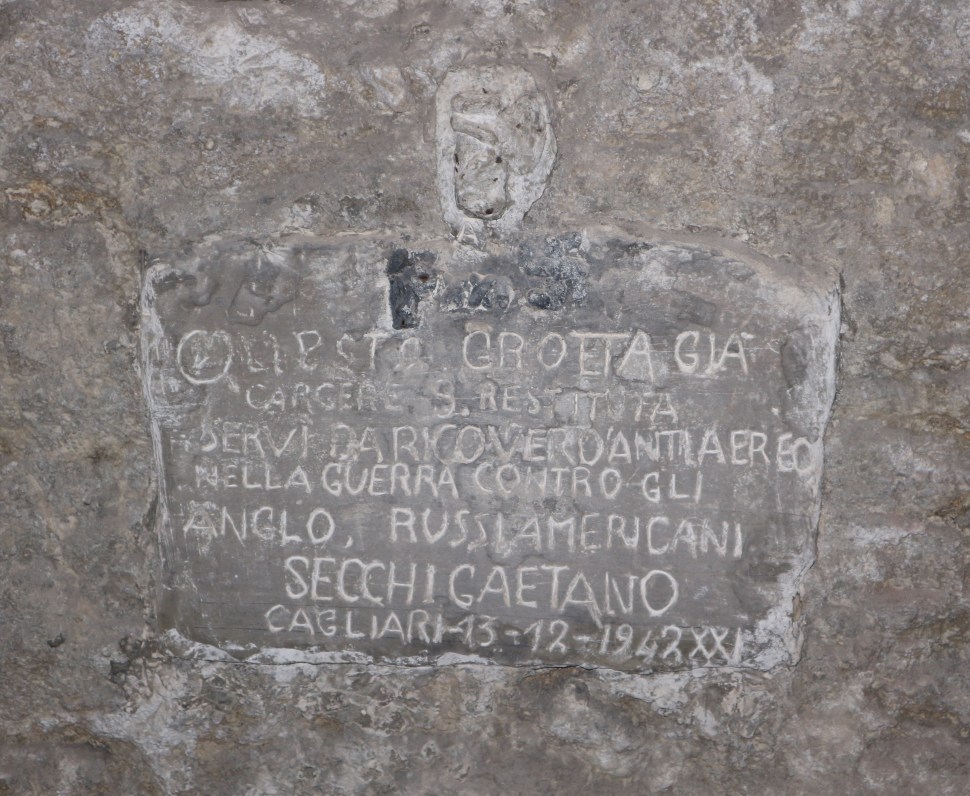 QUESTA GROTTA GIÀ
CARCERE S. RESTITUTA
SERVI DA RICOVERO D'ANTIAEREO
NELLA GUERRA CONTRO GLI
ANGLO, RUSSI AMERICANI
SECCHI GAETANO
CAGLIARI-13-12-1942 XXI